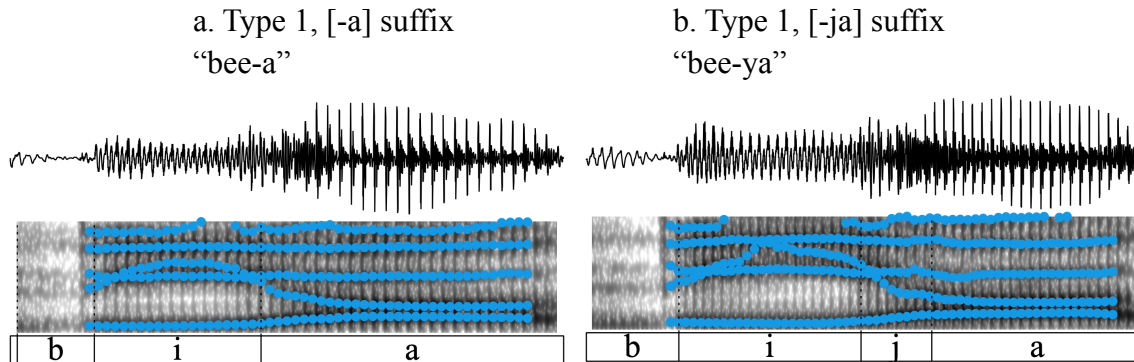 a. Type 1, [-a] suffix
“bee-a”
b. Type 1, [-ja] suffix
“bee-ya”
b i a
b i j a